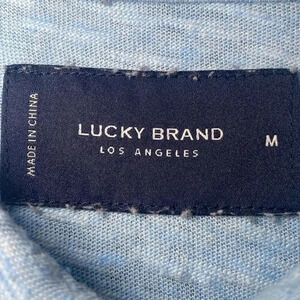 MADE IN CHINA
LUCKY BRAND
LOS ANGELES
M